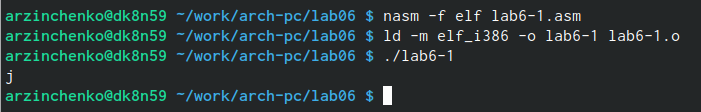 arzinchenko@dk8n59 ~/work/arch-pc/lab06 $ nasm -f elf lab6-1.asm
arzinchenko@dk8n59 ~/work/arch-pc/lab06 $ ld -m elf_i386 -o lab6-1 lab6-1.o
arzinchenko@dk8n59 ~/work/arch-pc/lab06 $ ./lab6-1
j
arzinchenko@dk8n59 ~/work/arch-pc/lab06 $